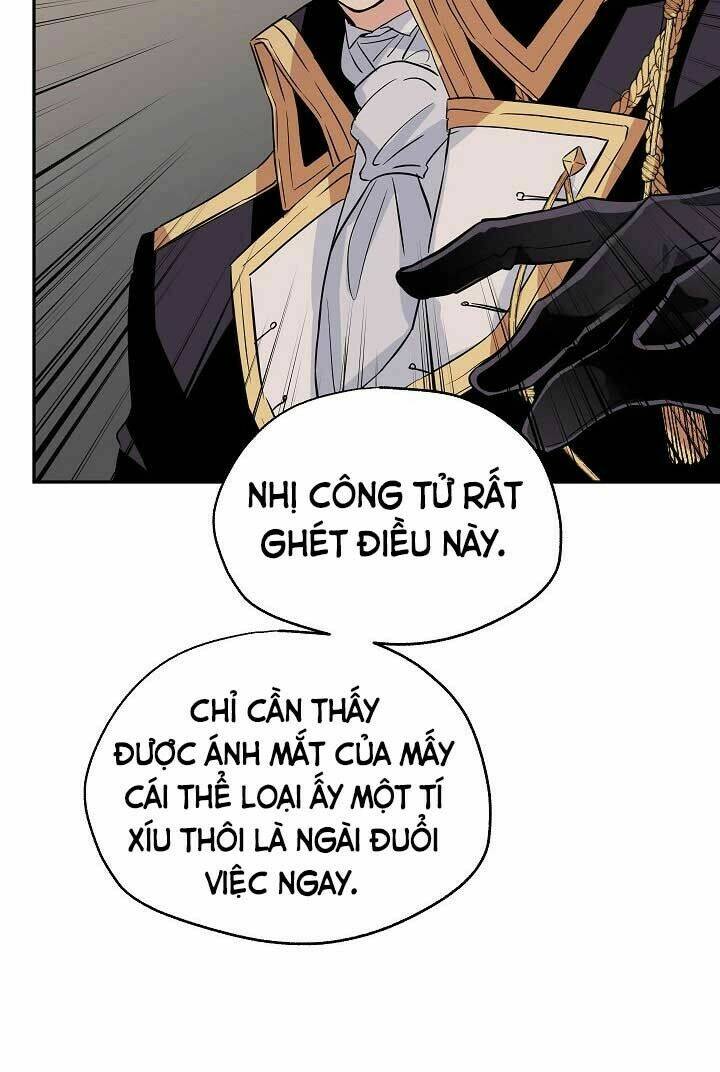 NHỊ CÔNG TỬ RẤT
GHÉT ĐIỀU NÀY.
CHỈ CẦN THẤY
ĐƯỢC ÁNH MẮT CỦA MẤY
CÁI THỂ LOẠI ẤY MỘT TÍ
XÍU THÔI LÀ NGÀI ĐUỔI
VIỆC NGAY.